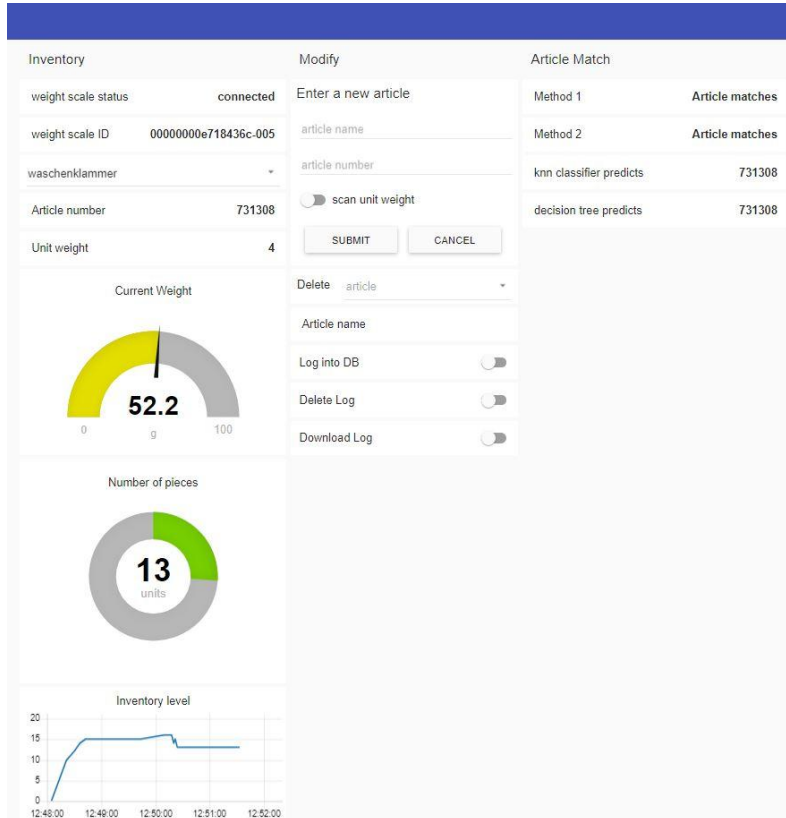 Inventory
weight scale status connected
weight scale ID 00000000e718436c-005
waschenklammer
Article number 731308
Unit weight 4
Current Weight
52.2
0 g 100
Number of pieces
13
units
Inventory level
20
15
10
5
0
12:48:00 12:49:00 12:50:00 12:51:00 12:52:00
Modify
Enter a new article
article name
article number
scan unit weight
SUBMIT CANCEL
Delete article
Article name
Log into DB
Delete Log
Download Log
Article Match
Method 1 Article matches
Method 2 Article matches
knn classifier predicts 731308
decision tree predicts 731308